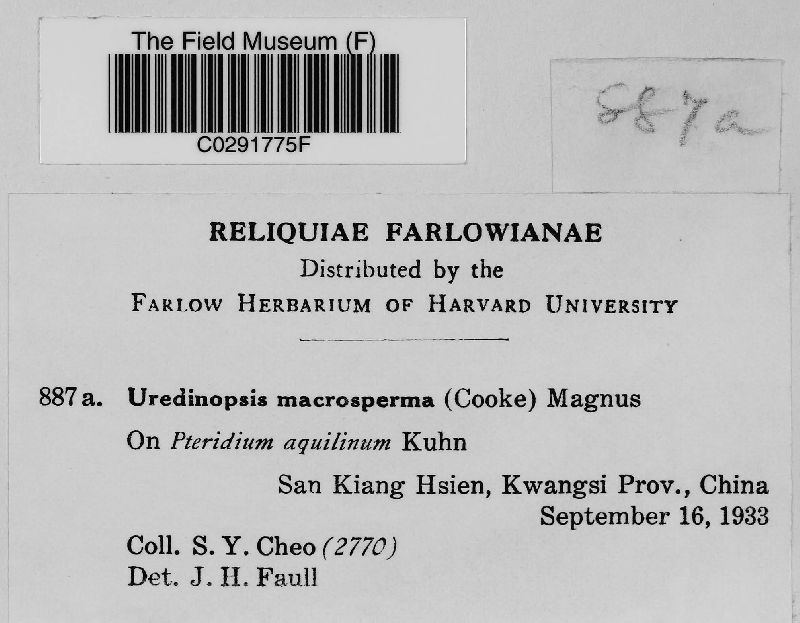 The Field Museum (F)
C0291775F
887a
RELIQUIAE FARLOWIANAE
Distributed by the
FARLOW HERBARIUM OF HARVARD UNIVERSITY
887a. Uredinopsis macrosperma (Cooke) Magnus
On Pteridium aquilinum Kuhn
San Kiang Hsien, Kwangsi Prov., China
September 16, 1933
Coll. S. Y. Cheo (2770)
Det. J. H. Faull